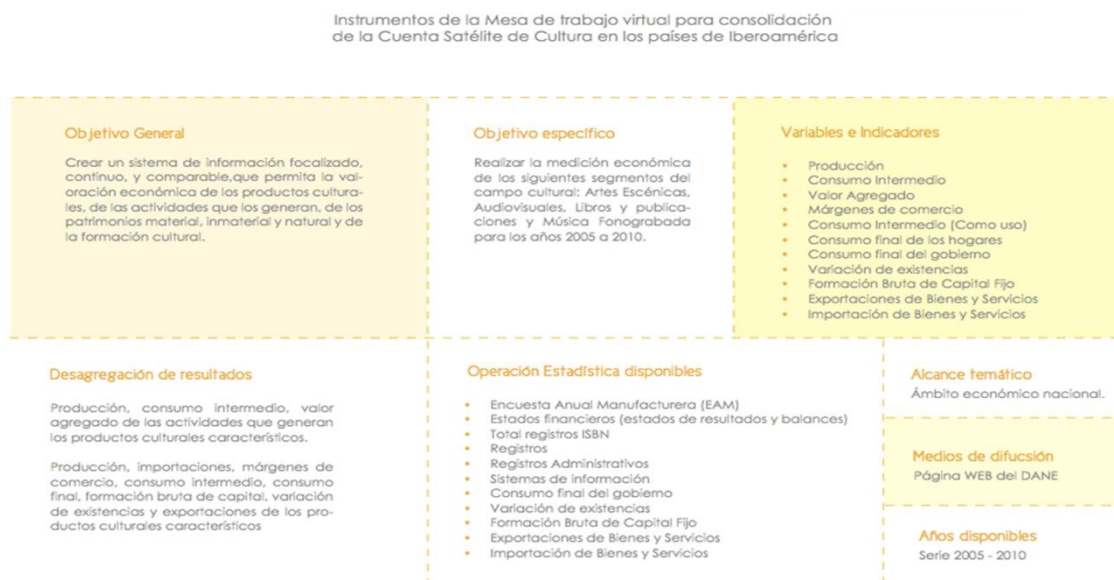 Instrumentos de la Mesa de trabajo virtual para consolidación
de la Cuenta Satélite de Cultura en los países de Iberoamérica
Objetivo General
Crear un sistema de información focalizado,
continuo, y comparable,que permita la val-
oración económica de los productos cultura-
les, de las actividades que los generan, de los
patrimonios material, inmaterial y natural y de
la formación cultural.
Objetivo específico
Realizar la medición económica
de los siguientes segmentos del
campo cultural: Artes Escénicas,
Audiovisuales, Libros y publica-
ciones y Música Fonograbada
para los años 2005 a 2010.
Variables e Indicadores
• Producción
• Consumo Intermedio
• Valor Agregado
• Márgenes de comercio
• Consumo Intermedio (Como uso)
• Consumo final de los hogares
• Consumo final del gobierno
• Variación de existencias
• Formación Bruta de Capital Fijo
• Exportaciones de Bienes y Servicios
• Importación de Bienes y Servicios
Desagregación de resultados
Producción, consumo intermedio, valor
agregado de las actividades que generan
los productos culturales característicos.
Producción, importaciones, márgenes de
comercio, consumo intermedio, consumo
final, formación bruta de capital, variación
de existencias y exportaciones de los pro-
ductos culturales característicos
Operación Estadística disponibles
• Encuesta Anual Manufacturera (EAM)
• Estados financieros (estados de resultados y balances)
• Total registros ISBN
• Registros
• Registros Administrativos
• Sistemas de información
• Consumo final del gobierno
• Variación de existencias
• Formación Bruta de Capital Fijo
• Exportaciones de Bienes y Servicios
• Importación de Bienes y Servicios
Alcance temático
Ámbito económico nacional.
Medios de difucsión
Página WEB del DANE
Años disponibles
Serie 2005 - 2010